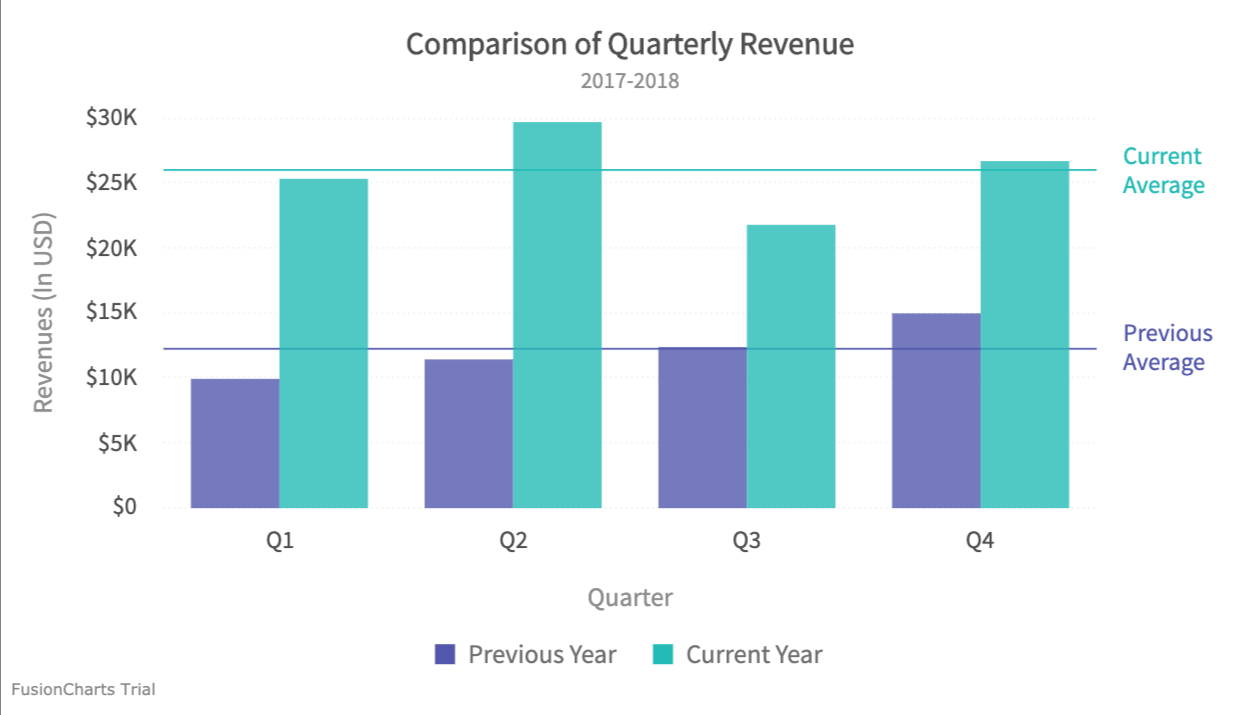 Comparison of Quarterly Revenue
2017-2018
$30K
$25K
$20K
$15K
$10K
$5K
$0
Revenues (In USD)
Current
Average
Previous
Average
Q1
Q2
Q3
Q4
Quarter
Previous Year
Current Year
FusionCharts Trial